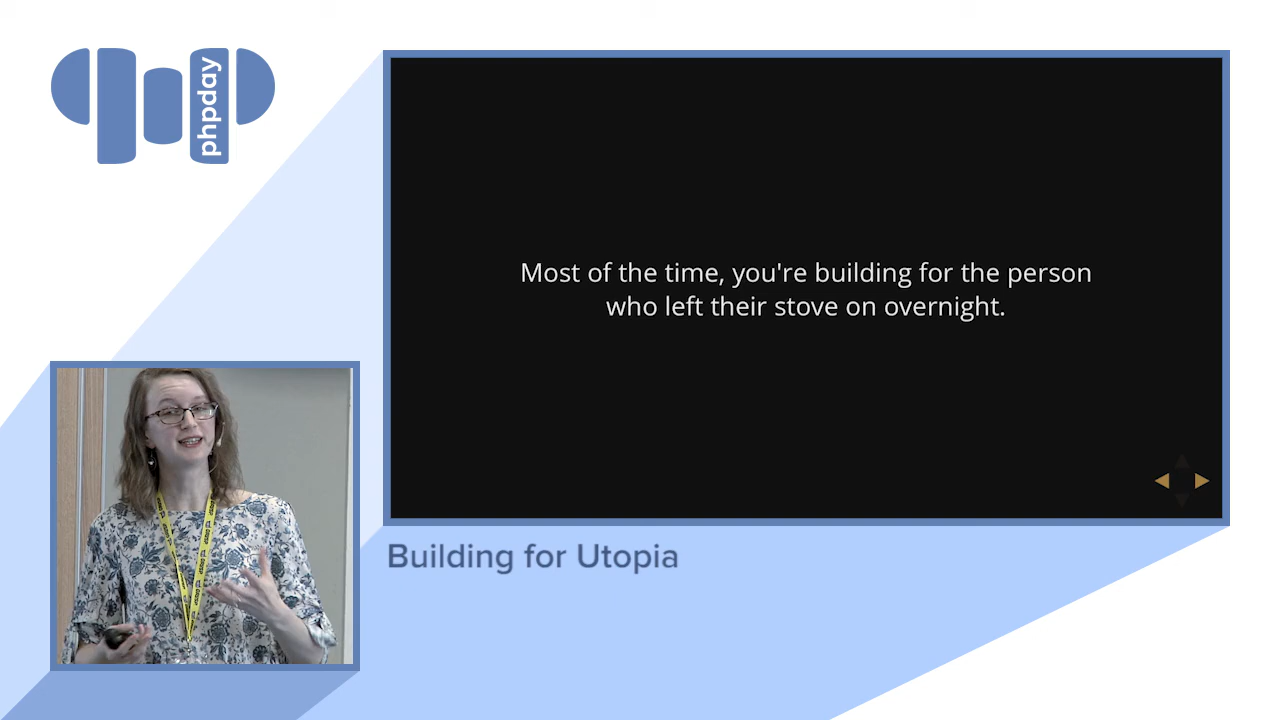 phpday
Most of the time, you're building for the person
who left their stove on overnight.
Building for Utopia